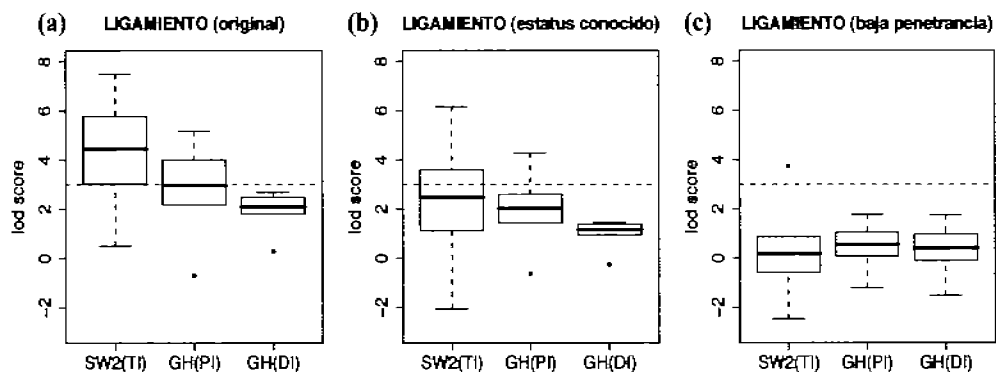 (a) LIGAMIENTO (original)
lod score
8
6
4
2
0
-2
SW2(TI) GH(PI) GH(DI)
(b) LIGAMIENTO (estatus conocido)
lod score
8
6
4
2
0
-2
SW2(TI) GH(PI) GH(DI)
(c) LIGAMIENTO (baja penetrancia)
lod score
8
6
4
2
0
-2
SW2(TI) GH(PI) GH(DI)